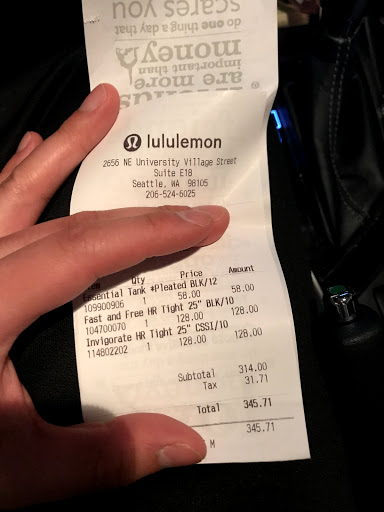 scares you
do one thing a day that
money
important than
are more
lululemon
2656 NE University Village Street
Suite E18
Seattle, WA 98105
206-524-6025
Qty Price Amount
Essential Tank *Pleated BLK/12
109900906 1 58.00 58.00
Fast and Free HR Tight 25" BLK/10
104700070 1 128.00 128.00
Invigorate HR Tight 25" CSSI/10
114802202 1 128.00 128.00
Subtotal 314.00
Tax 31.71
Total 345.71
345.71
M